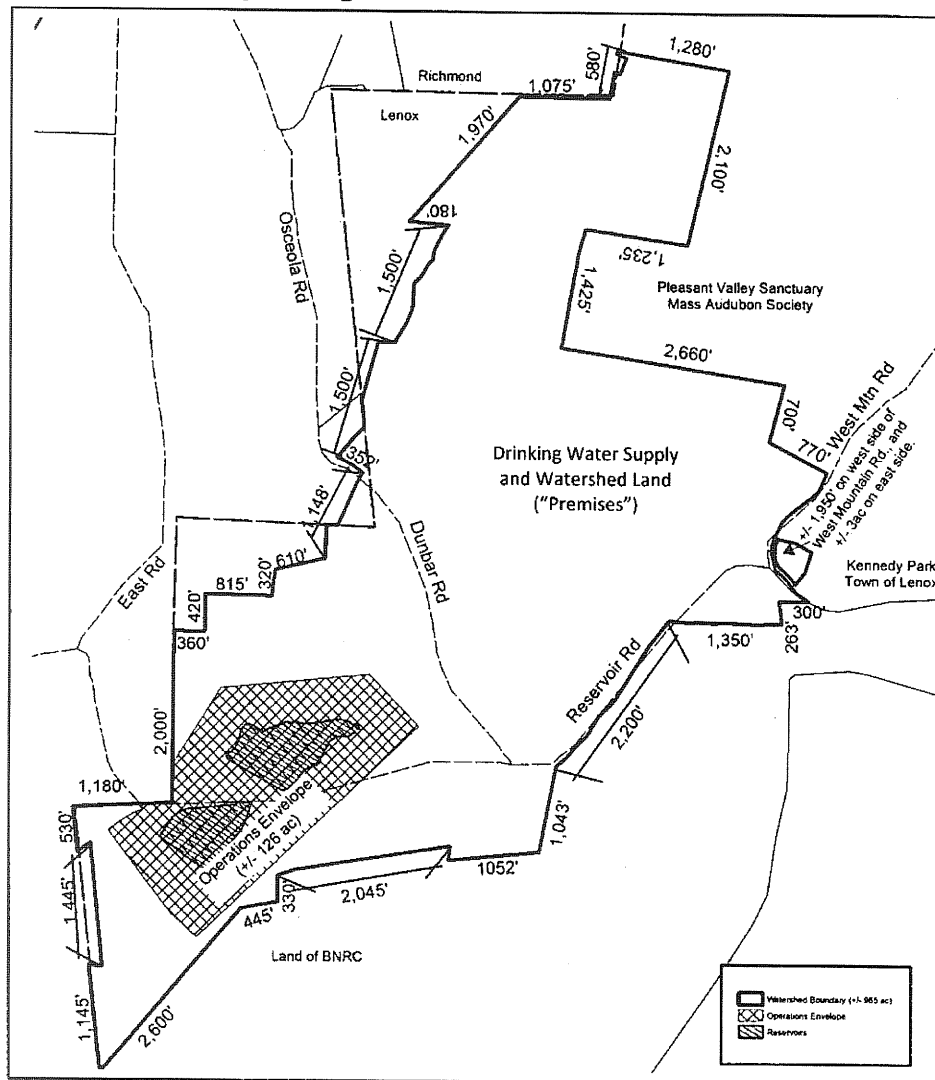 1,280'
580'
Richmond
1,075'
Lenox
1,970'
2,100'
180'
Osceola Rd
1,235'
1,500'
1,425'
Pleasant Valley Sanctuary
Mass Audubon Society
2,660'
1,500'
700'
770'
West Mtn Rd
352'
Drinking Water Supply
and Watershed Land
("Premises")
+/- 1,950' on west side of
West Mountain Rd., and
+/- 3ac on east side.
1,148'
Dunbar Rd
610'
East Rd
320'
815'
420'
Kennedy Park
Town of Lenox
300'
360'
263'
1,350'
Reservoir Rd
2,200'
2,000'
1,180'
530'
Operations Envelope
(+/- 126 ac)
1,043'
1052'
1,445'
2,045'
330'
445'
Land of BNRC
1,145'
2,600'
Watershed Boundary (+/- 965 ac)
Operations Envelope
Reservoirs